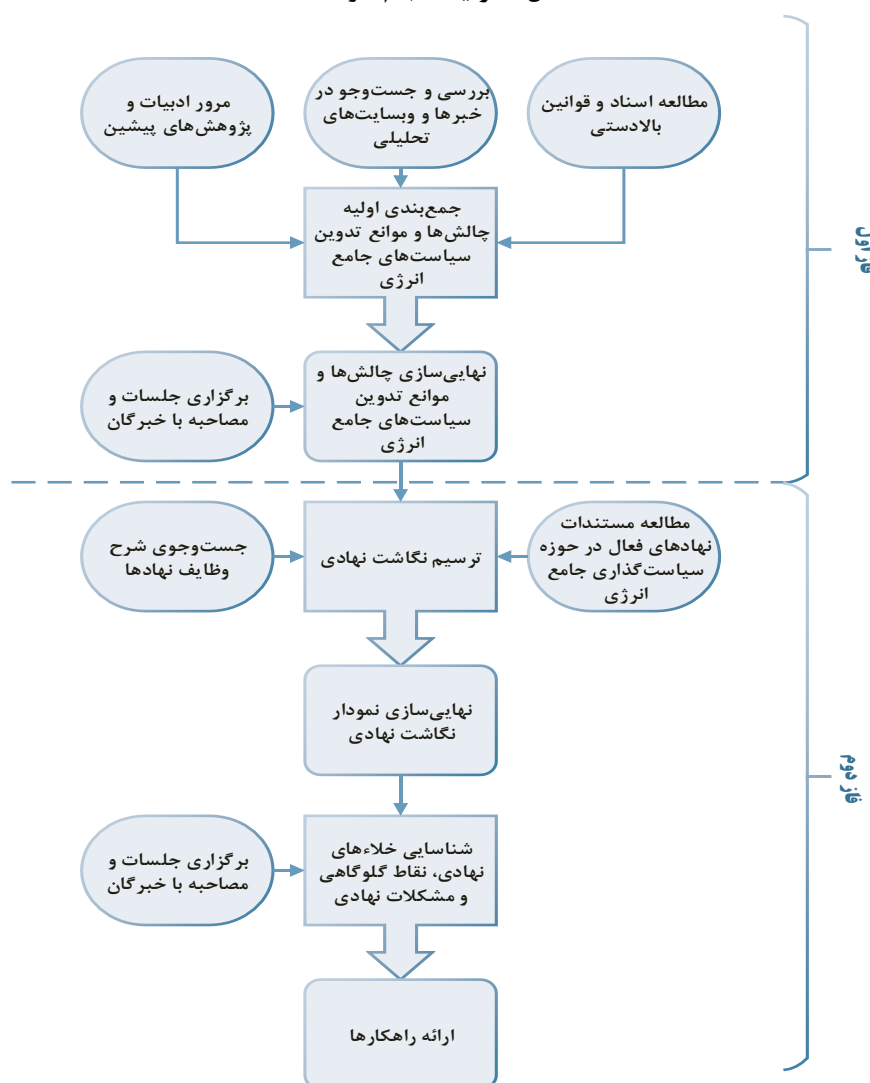 مطالعه اسناد و قوانین
بالادستی
بررسی و جست‌وجو در
خبرها و وبسایت‌های
تحلیلی
مرور ادبیات و
پژوهش‌های پیشین
جمع‌بندی اولیه
چالش‌ها و موانع تدوین
سیاست‌های جامع
انرژی
فاز اول
نهایی‌سازی چالش‌ها و
موانع تدوین
سیاست‌های جامع
انرژی
برگزاری جلسات و
مصاحبه با خبرگان
مطالعه مستندات
نهادهای فعال در حوزه
سیاست‌گذاری جامع
انرژی
ترسیم نگاشت نهادی
جست‌وجوی شرح
وظایف نهادها
نهایی‌سازی نمودار
نگاشت نهادی
فاز دوم
شناسایی خلاءهای
نهادی، نقاط گلوگاهی
و مشکلات نهادی
برگزاری جلسات و
مصاحبه با خبرگان
ارائه راهکارها